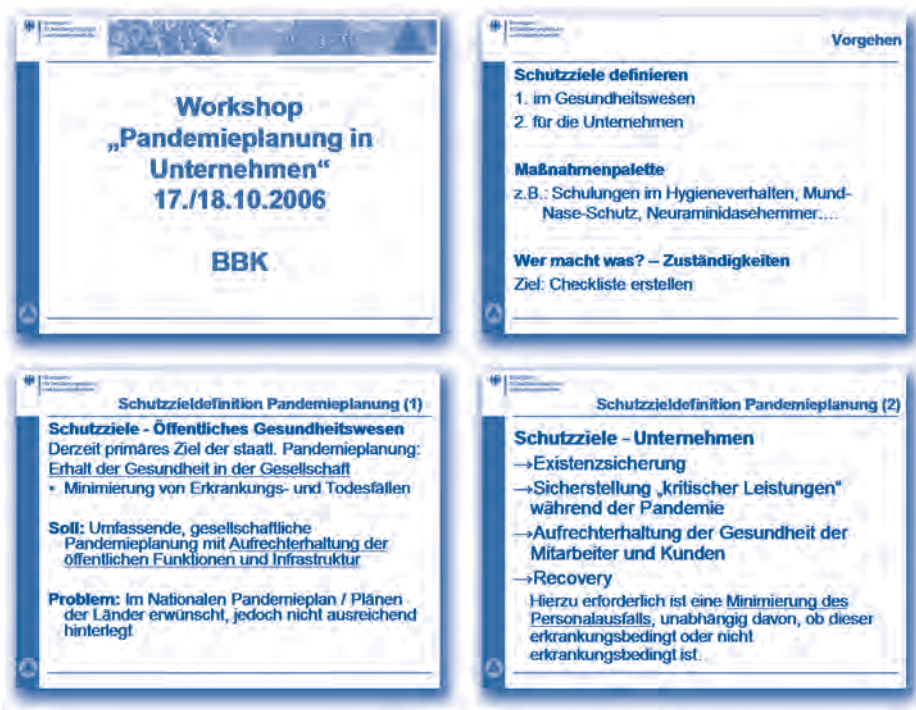 Workshop
„Pandemieplanung in
Unternehmen“
17./18.10.2006
BBK
Vorgehen
Schutzziele definieren
1. im Gesundheitswesen
2. für die Unternehmen
Maßnahmenpalette
z.B.: Schulungen im Hygieneverhalten, Mund-
Nase-Schutz, Neuraminidasehemmer....
Wer macht was? – Zuständigkeiten
Ziel: Checkliste erstellen
Schutzzieldefinition Pandemieplanung (1)
Schutzziele - Öffentliches Gesundheitswesen
Derzeit primäres Ziel der staatl. Pandemieplanung:
Erhalt der Gesundheit in der Gesellschaft
• Minimierung von Erkrankungs- und Todesfällen
Soll: Umfassende, gesellschaftliche
Pandemieplanung mit Aufrechterhaltung der
öffentlichen Funktionen und Infrastruktur
Problem: Im Nationalen Pandemieplan / Plänen
der Länder erwünscht, jedoch nicht ausreichend
hinterlegt
Schutzzieldefinition Pandemieplanung (2)
Schutzziele – Unternehmen
→Existenzsicherung
→Sicherstellung „kritischer Leistungen“
während der Pandemie
→Aufrechterhaltung der Gesundheit der
Mitarbeiter und Kunden
→Recovery
Hierzu erforderlich ist eine Minimierung des
Personalausfalls, unabhängig davon, ob dieser
erkrankungsbedingt oder nicht
erkrankungsbedingt ist.